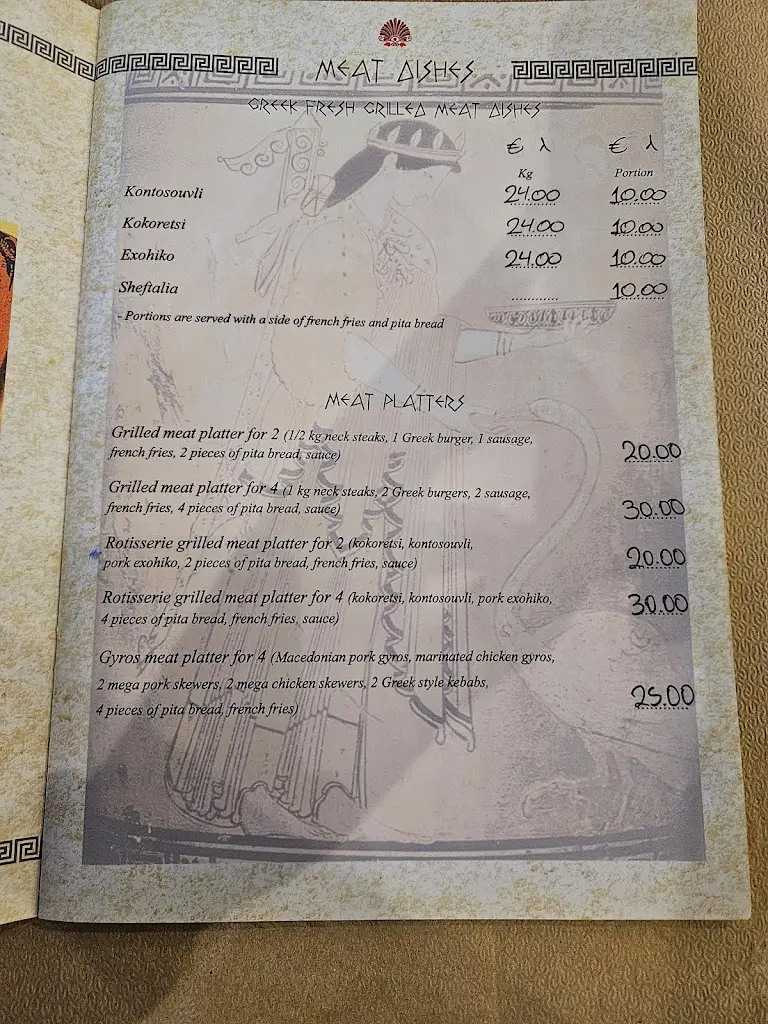 MEAT DISHES
GREEK FRESH GRILLED MEAT DISHES
€ λ € λ
Kg Portion
Kontosouvli 24.00 10.00
Kokoretsi 24.00 10.00
Exohiko 24.00 10.00
Sheftalia ............ 10.00
- Portions are served with a side of french fries and pita bread
MEAT PLATTERS
Grilled meat platter for 2 (1/2 kg neck steaks, 1 Greek burger, 1 sausage,
french fries, 2 pieces of pita bread, sauce) 20.00
Grilled meat platter for 4 (1 kg neck steaks, 2 Greek burgers, 2 sausage,
french fries, 4 pieces of pita bread, sauce) 30.00
Rotisserie grilled meat platter for 2 (kokoretsi, kontosouvli,
pork exohiko, 2 pieces of pita bread, french fries, sauce) 20.00
Rotisserie grilled meat platter for 4 (kokoretsi, kontosouvli, pork exohiko, 30.00
4 pieces of pita bread, french fries, sauce)
Gyros meat platter for 4 (Macedonian pork gyros, marinated chicken gyros,
2 mega pork skewers, 2 mega chicken skewers, 2 Greek style kebabs, 25.00
4 pieces of pita bread, french fries)